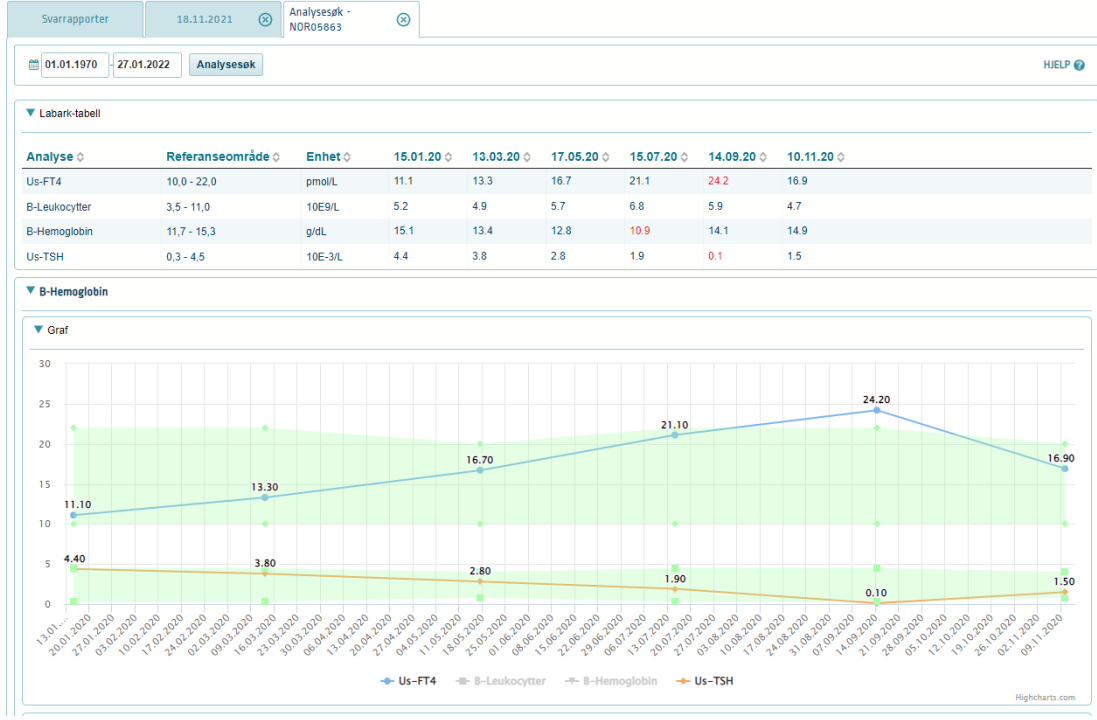 Svarrapporter
18.11.2021
Analysesøk -
NOR05863
01.01.1970 - 27.01.2022 Analysesøk HJELP ?
Labark-tabell
Analyse Referanseområde Enhet 15.01.20 13.03.20 17.05.20 15.07.20 14.09.20 10.11.20
Us-FT4 10,0 - 22,0 pmol/L 11.1 13.3 16.7 21.1 24.2 16.9
B-Leukocytter 3,5 - 11,0 10E9/L 5.2 4.9 5.7 6.8 5.9 4.7
B-Hemoglobin 11,7 - 15,3 g/dL 15.1 13.4 12.8 10.9 14.1 14.9
Us-TSH 0,3 - 4,5 10E-3/L 4.4 3.8 2.8 1.9 0.1 1.5
B-Hemoglobin
Graf
30
25
20
15
10
5
0
11.10 13.30 16.70 21.10 24.20 16.90
4.40 3.80 2.80 1.90 0.10 1.50
13.01.... 20.01.2020 27.01.2020 03.02.2020 10.02.2020 17.02.2020 24.02.2020 02.03.2020 09.03.2020 16.03.2020 23.03.2020 30.03.2020 06.04.2020 13.04.2020 20.04.2020 27.04.2020 04.05.2020 11.05.2020 18.05.2020 25.05.2020 01.06.2020 08.06.2020 15.06.2020 22.06.2020 29.06.2020 06.07.2020 13.07.2020 20.07.2020 27.07.2020 03.08.2020 10.08.2020 17.08.2020 24.08.2020 31.08.2020 07.09.2020 14.09.2020 21.09.2020 28.09.2020 05.10.2020 12.10.2020 19.10.2020 26.10.2020 02.11.2020 09.11.2020
Us-FT4 B-Leukocytter B-Hemoglobin Us-TSH
Highcharts.com